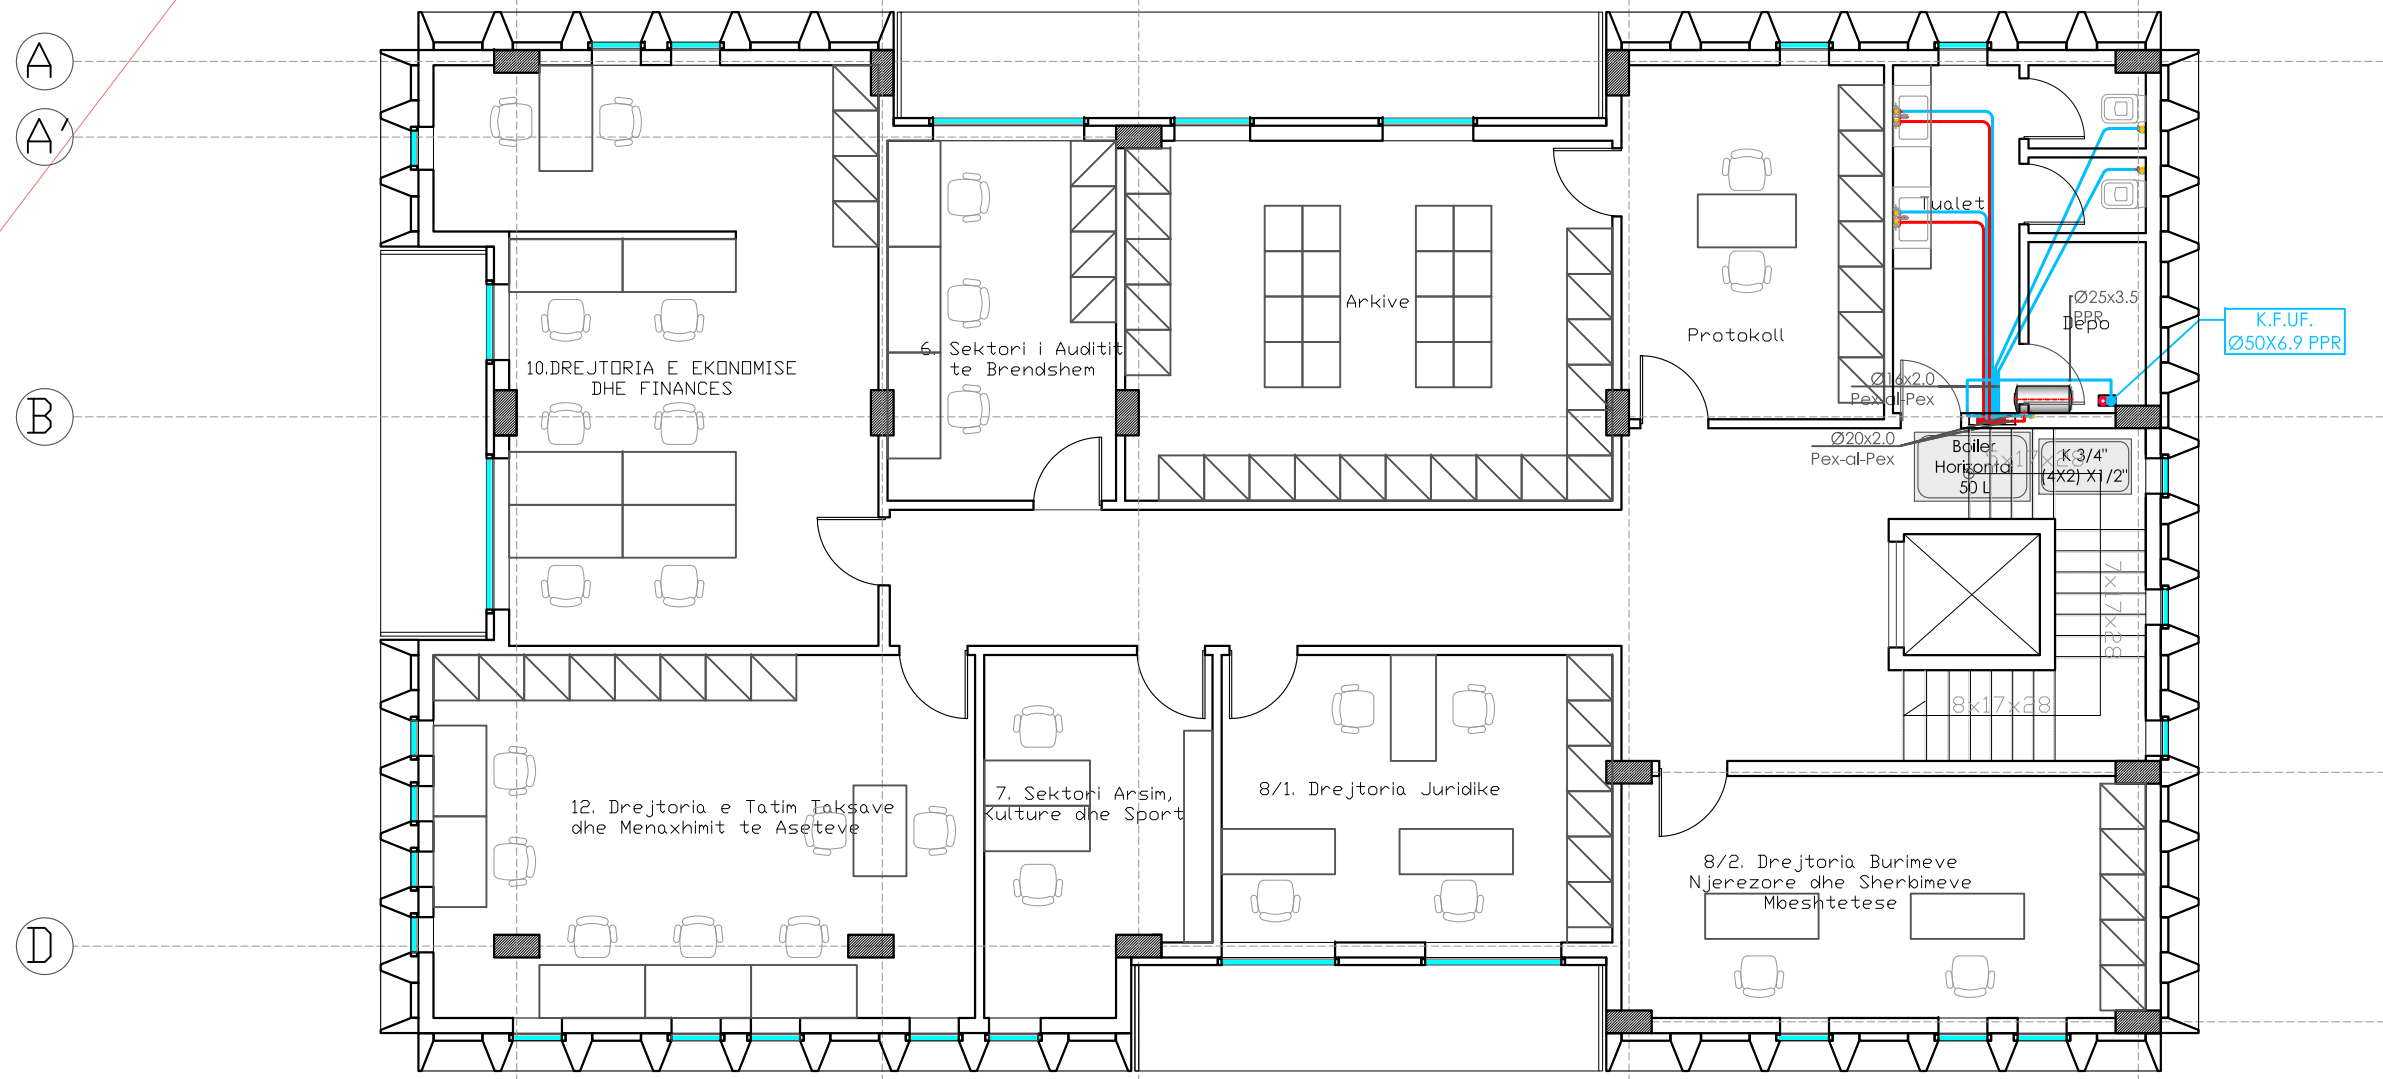 A
A'
B
D
10.DREJTORIA E EKONOMISE
DHE FINANCES
6. Sektori i Auditit
te Brendshem
Arkive
Protokoll
Tualet
Ø25x3.5
PPR
Depo
K.F.UF.
Ø50X6.9 PPR
Ø16x2.0
Pex-al-Pex
Ø20x2.0
Pex-al-Pex
Boiler
Horizontal
50 L
K 3/4"
(4X2) X1/2"
7x17x28
8x17x28
12. Drejtoria e Tatim Taksave
dhe Menaxhimit te Aseteve
7. Sektori Arsim,
Kulture dhe Sport
8/1. Drejtoria Juridike
8/2. Drejtoria Burimeve
Njerezore dhe Sherbimeve
Mbeshtetese